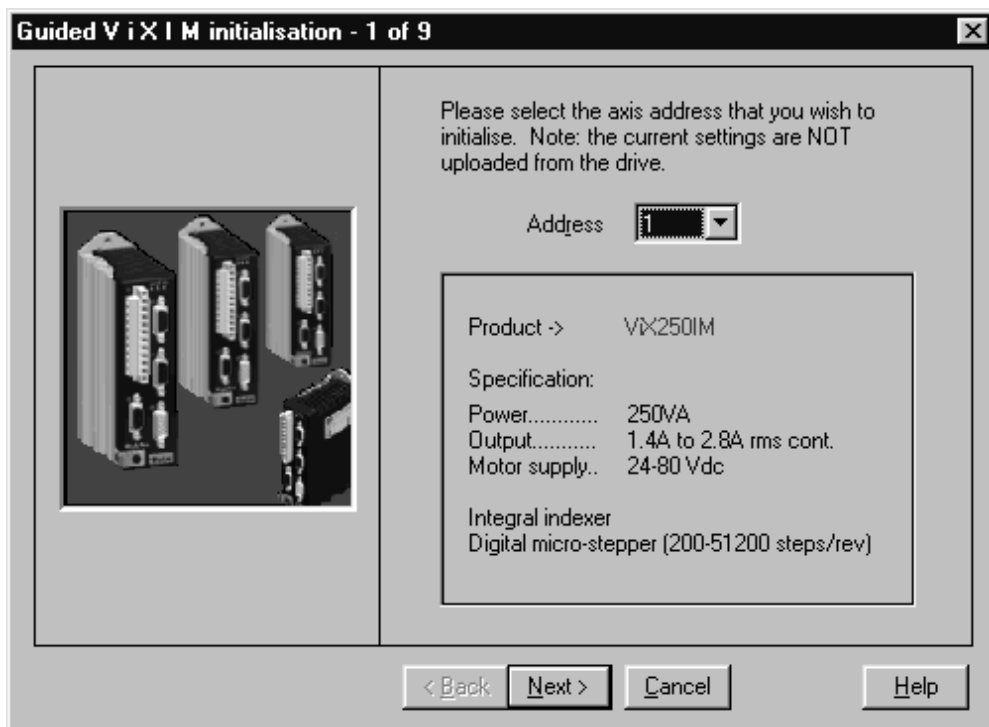 Guided V i X I M initialisation - 1 of 9
Please select the axis address that you wish to
initialise. Note: the current settings are NOT
uploaded from the drive.
Address 1
Product -> ViX250IM
Specification:
Power............ 250VA
Output.......... 1.4A to 2.8A rms cont.
Motor supply.. 24-80 Vdc
Integral indexer
Digital micro-stepper (200-51200 steps/rev)
< Back Next > Cancel Help